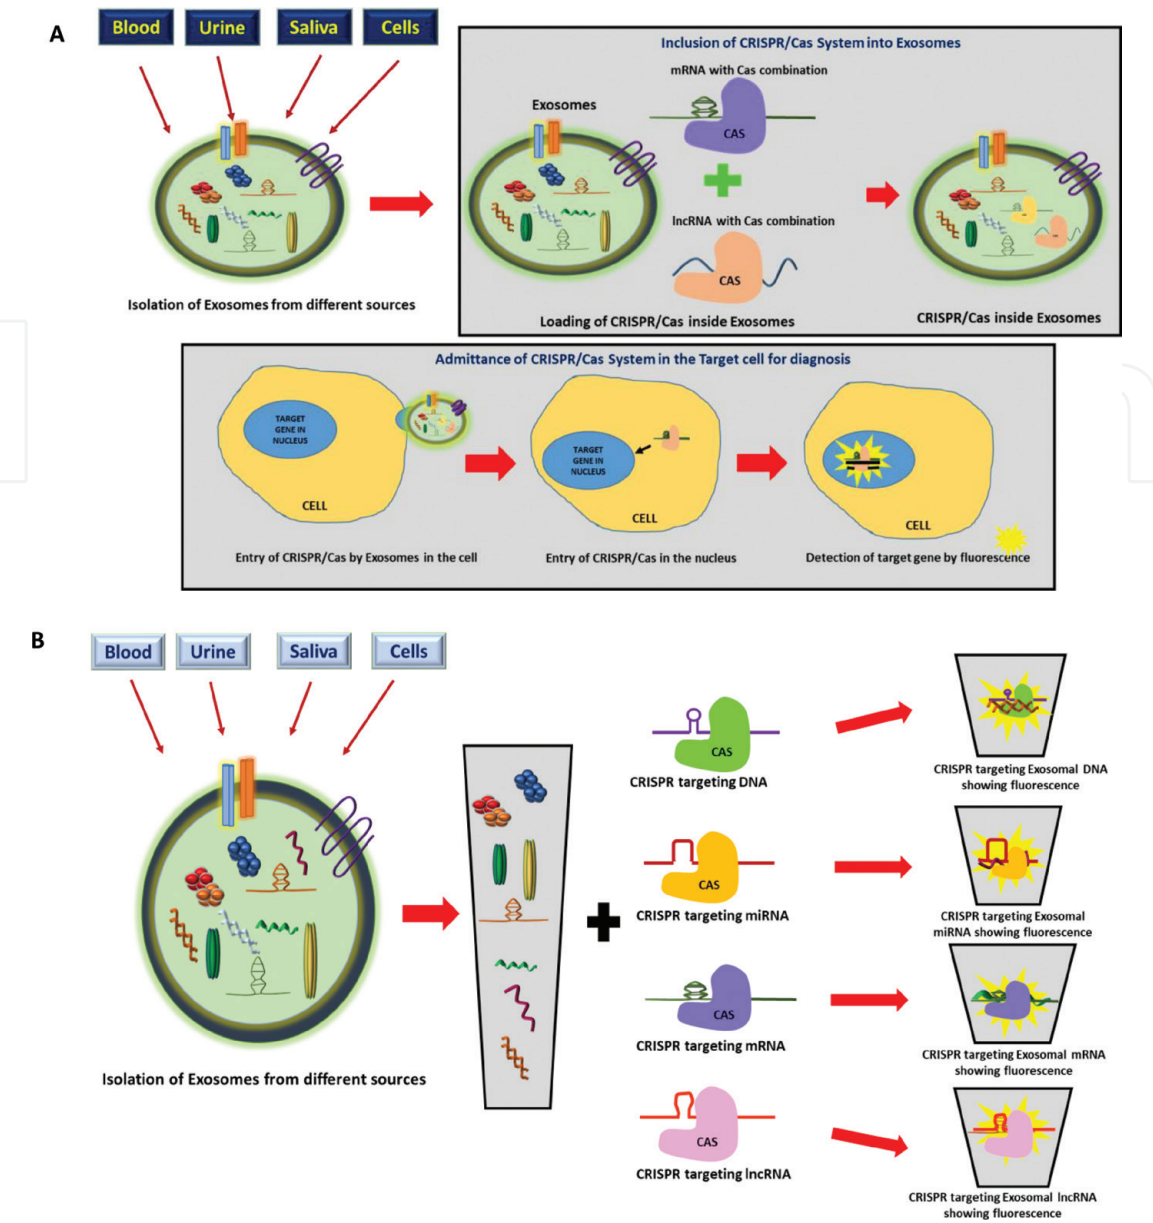 A
Blood
Urine
Saliva
Cells
Isolation of Exosomes from different sources
Inclusion of CRISPR/Cas System into Exosomes
mRNA with Cas combination
Exosomes
CAS
lncRNA with Cas combination
CAS
Loading of CRISPR/Cas inside Exosomes
CRISPR/Cas inside Exosomes
Admittance of CRISPR/Cas System in the Target cell for diagnosis
TARGET
GENE IN
NUCLEUS
CELL
Entry of CRISPR/Cas by Exosomes in the cell
TARGET
GENE IN
NUCLEUS
CELL
Entry of CRISPR/Cas in the nucleus
CELL
Detection of target gene by fluorescence
B
Blood
Urine
Saliva
Cells
Isolation of Exosomes from different sources
CAS
CRISPR targeting DNA
CAS
CRISPR targeting miRNA
CAS
CRISPR targeting mRNA
CAS
CRISPR targeting lncRNA
CRISPR targeting Exosomal DNA
showing fluorescence
CRISPR targeting Exosomal
miRNA showing fluorescence
CRISPR targeting Exosomal mRNA
showing fluorescence
CRISPR targeting Exosomal lncRNA
showing fluorescence